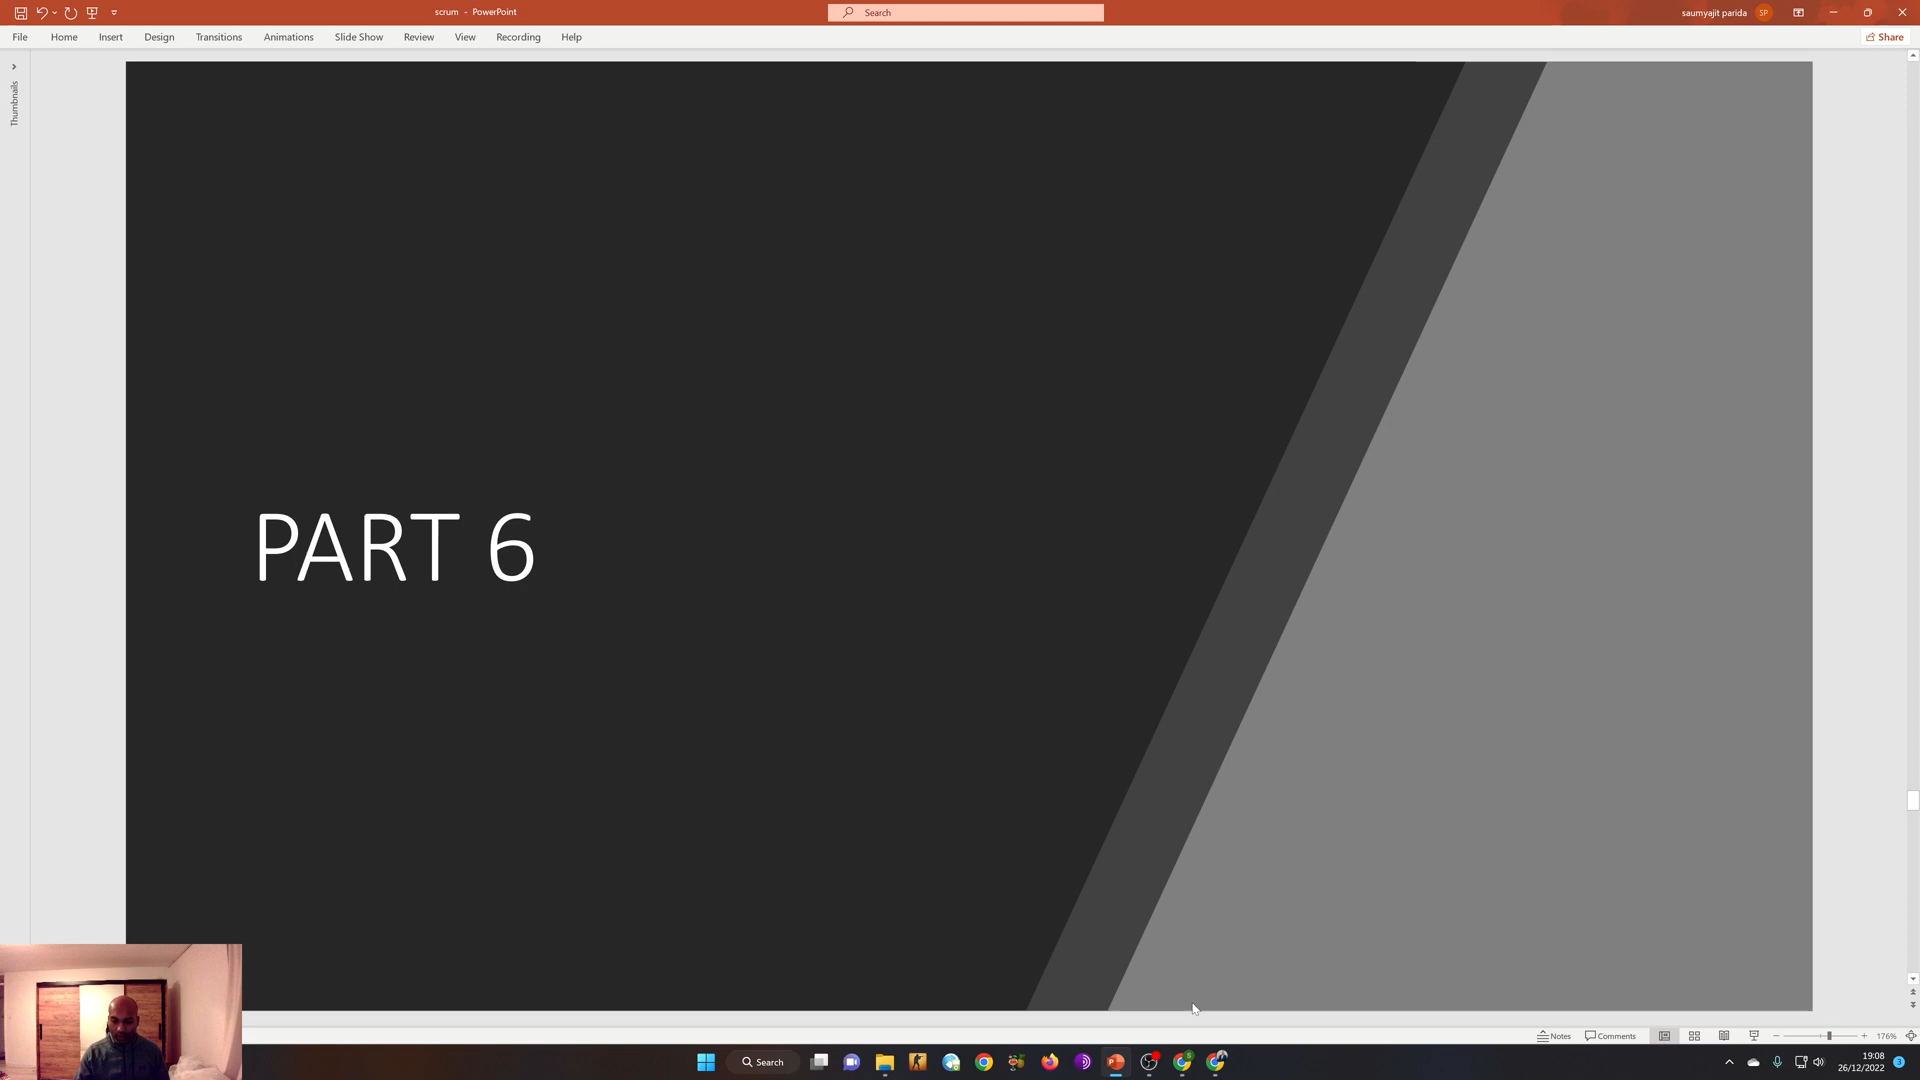 scrum - PowerPoint
Search
saumyajit parida
SP
File
Home
Insert
Design
Transitions
Animations
Slide Show
Review
View
Recording
Help
Share
Thumbnails
PART 6
Notes
Comments
176%
Search
19:08
26/12/2022
3